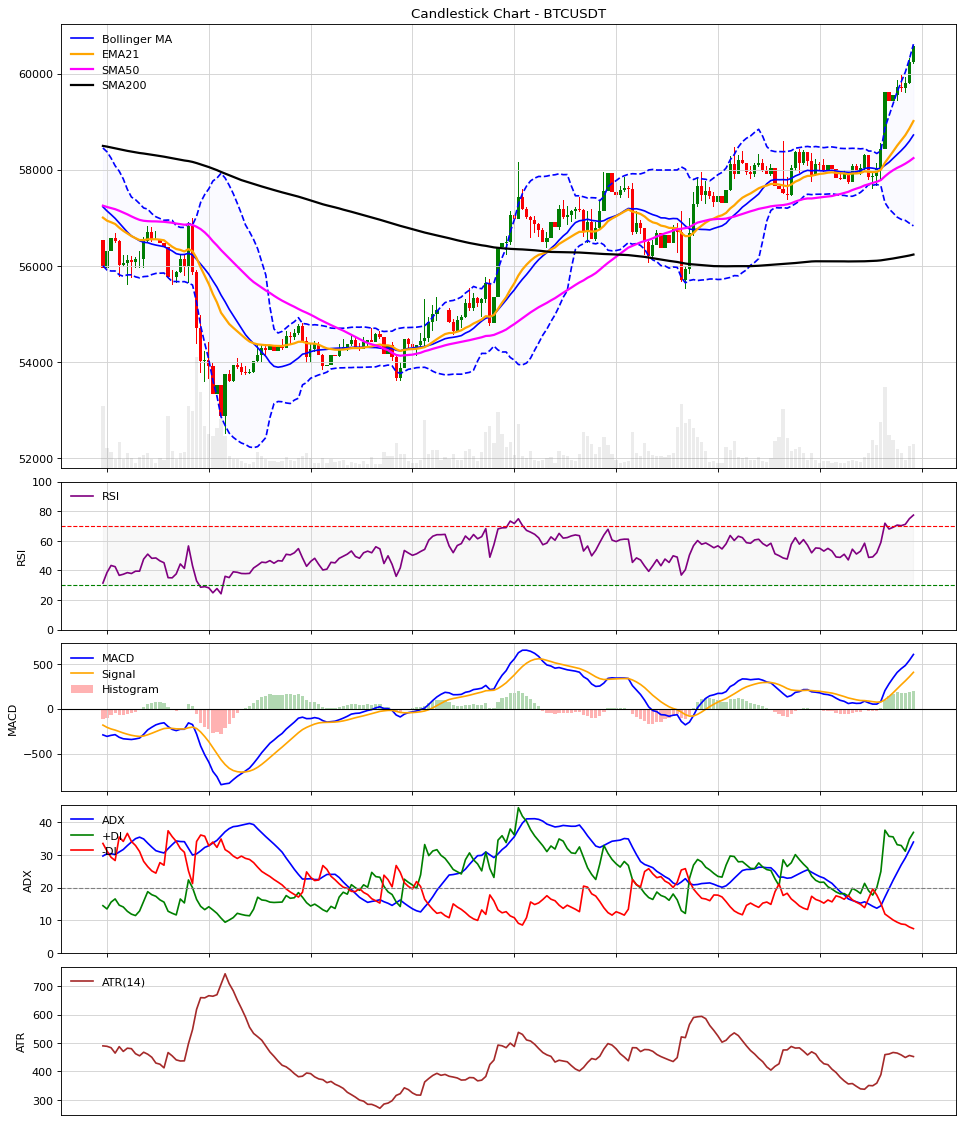 Candlestick Chart - BTCUSDT
Bollinger MA
EMA21
SMA50
SMA200
60000
58000
56000
54000
52000
RSI
100
80
60
40
20
0
RSI
MACD
Signal
Histogram
500
0
−500
MACD
ADX
+DI
-DI
40
30
20
10
0
ADX
ATR(14)
700
600
500
400
300
ATR